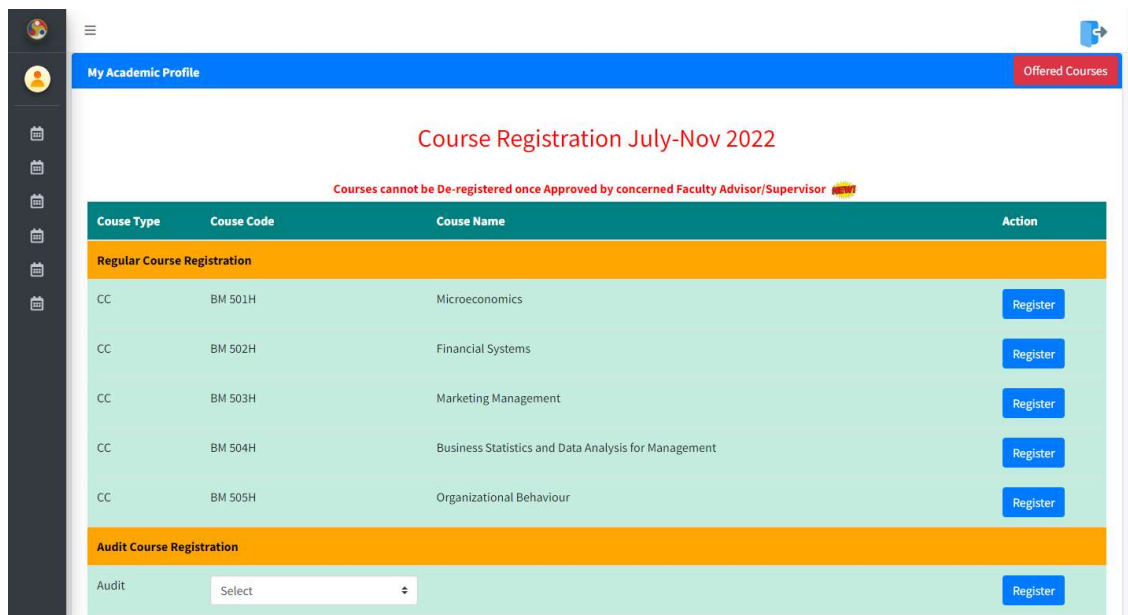 My Academic Profile Offered Courses
Course Registration July-Nov 2022
Courses cannot be De-registered once Approved by concerned Faculty Advisor/Supervisor NEW!
Couse Type Couse Code Couse Name Action
Regular Course Registration
CC BM 501H Microeconomics Register
CC BM 502H Financial Systems Register
CC BM 503H Marketing Management Register
CC BM 504H Business Statistics and Data Analysis for Management Register
CC BM 505H Organizational Behaviour Register
Audit Course Registration
Audit Select Register